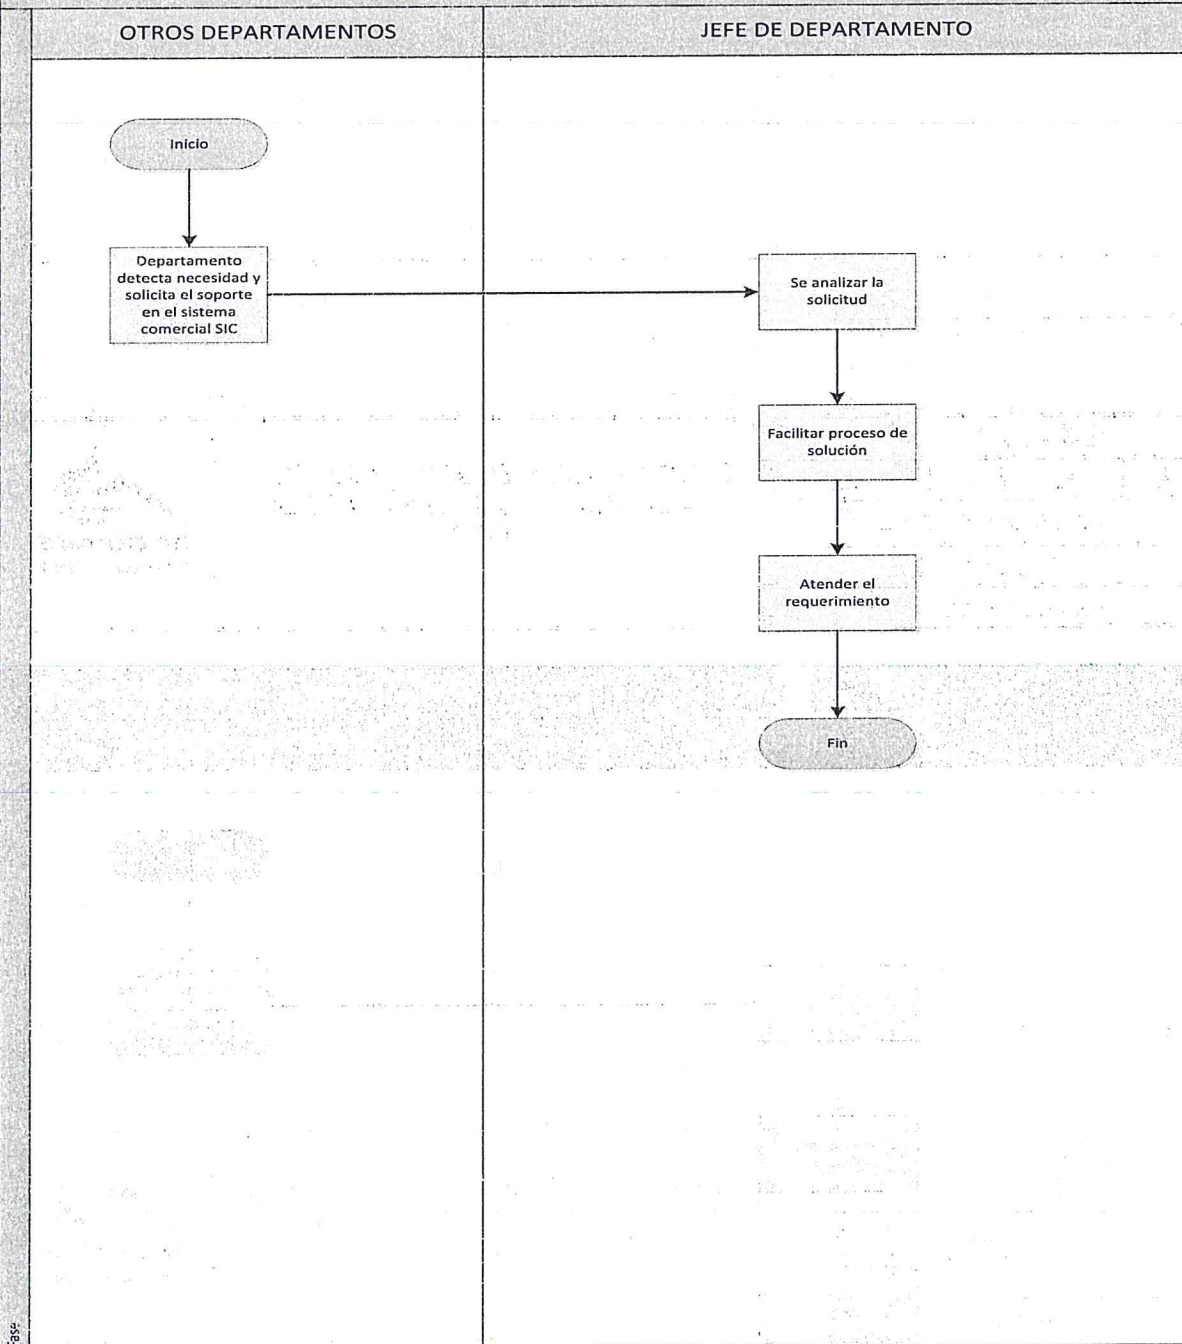 OTROS DEPARTAMENTOS
JEFE DE DEPARTAMENTO
Inicio
Departamento
detecta necesidad y
solicita el soporte
en el sistema
comercial SIC
Se analizar la
solicitud
Facilitar proceso de
solución
Atender el
requerimiento
Fin
Fase